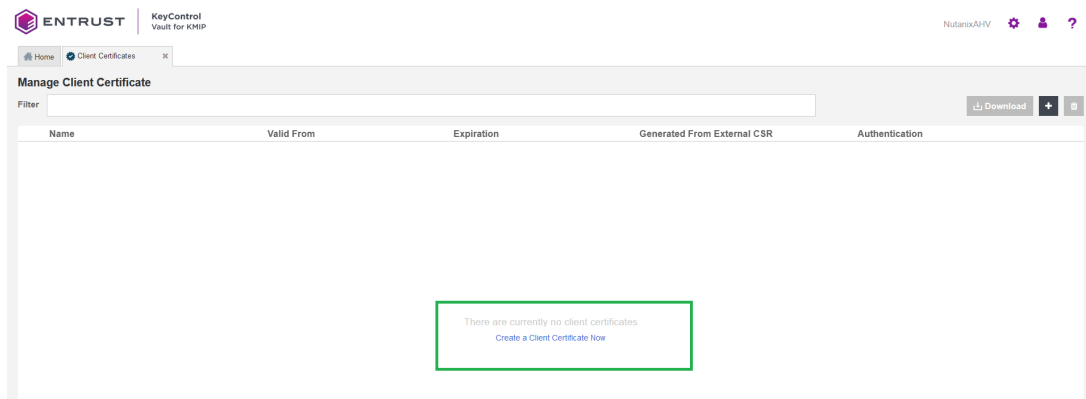 ENTRUST
KeyControl
Vault for KMIP
NutanixAHV
?
Home
Client Certificates
Manage Client Certificate
Filter
Download
Name Valid From Expiration Generated From External CSR Authentication
There are currently no client certificates
Create a Client Certificate Now